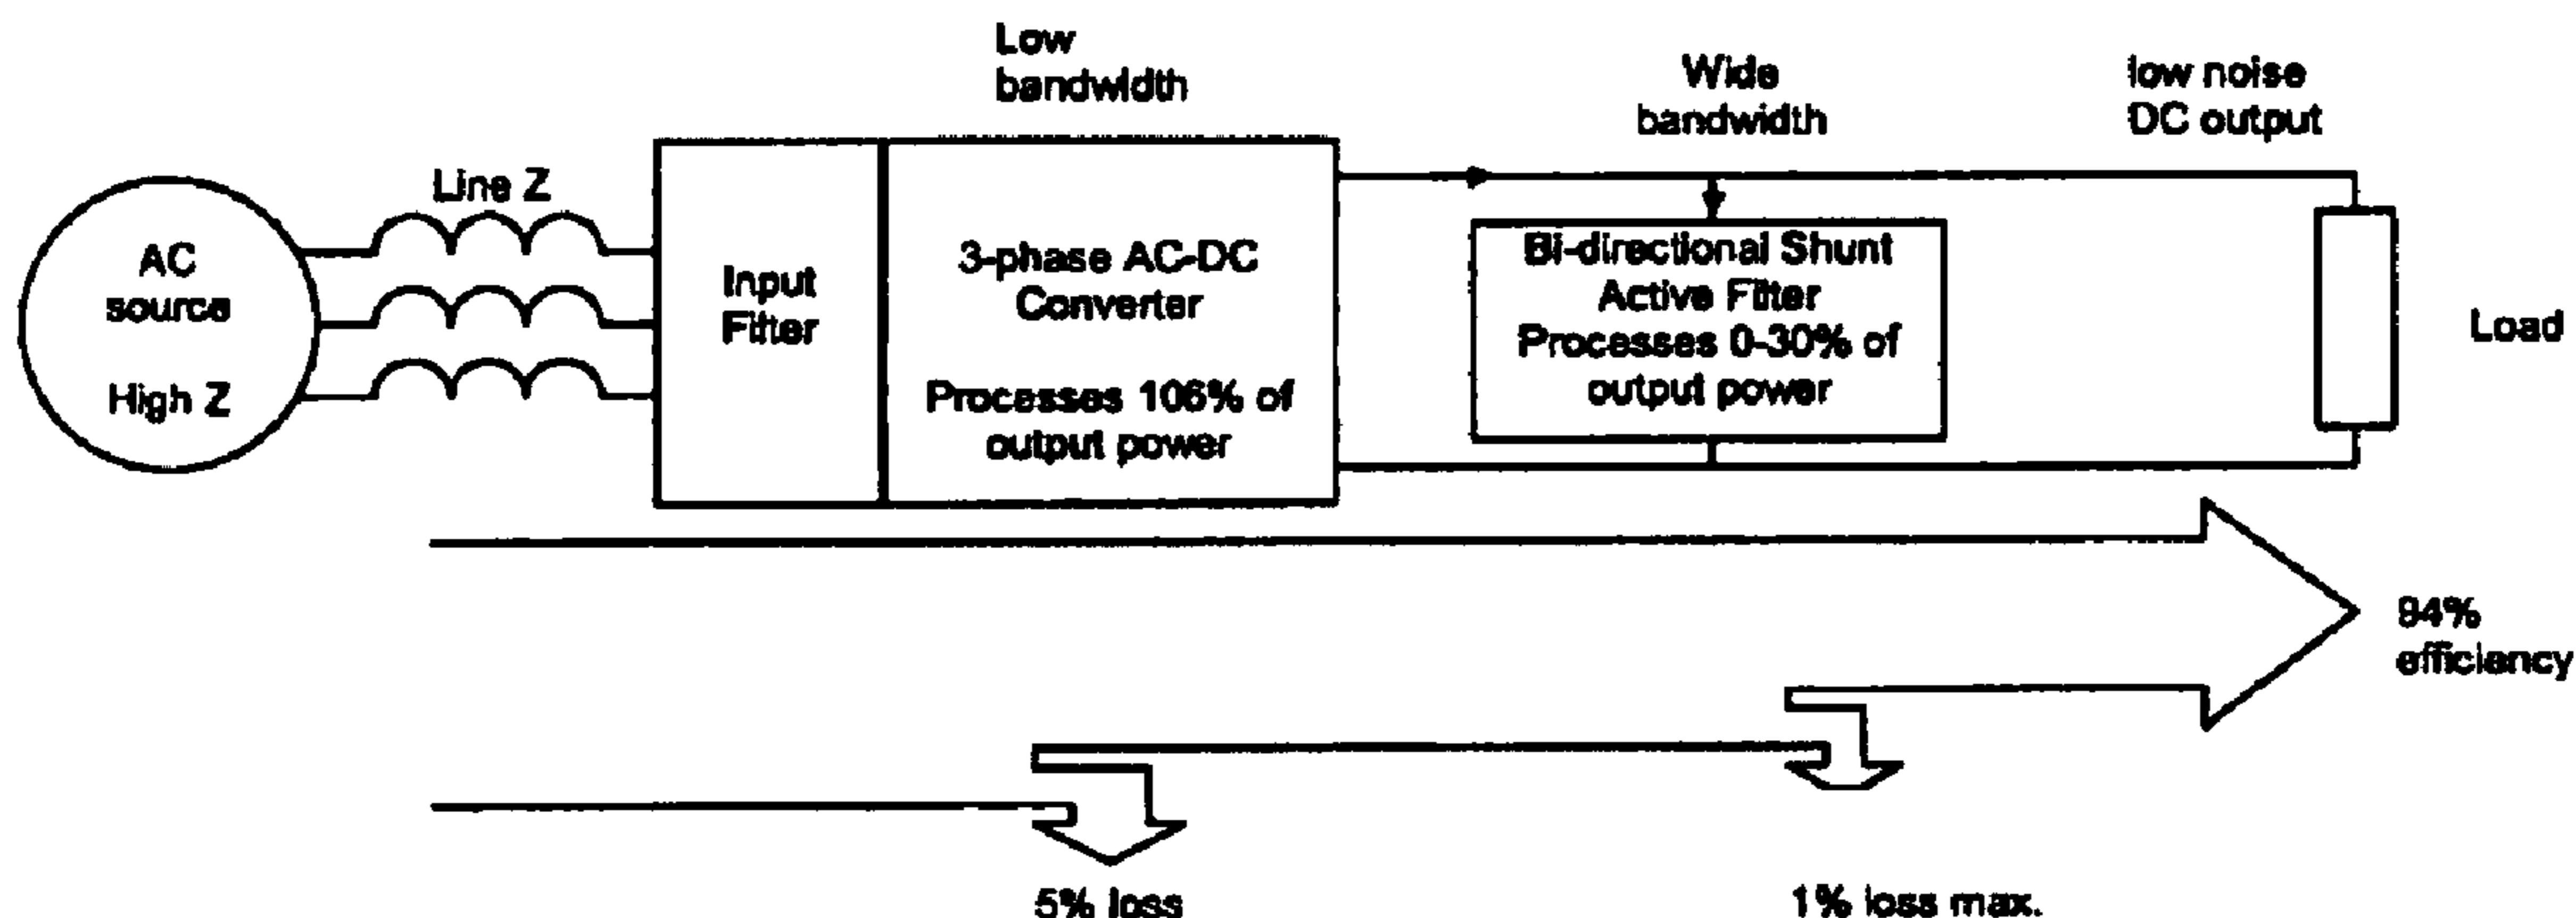 Low
bandwidth
Wide
bandwidth
low noise
DC output
Line Z
AC
source
High Z
Input
Filter
3-phase AC-DC
Converter
Processes 106% of
output power
Bi-directional Shunt
Active Filter
Processes 0-30% of
output power
Load
94%
efficiency
5% loss
1% loss max.